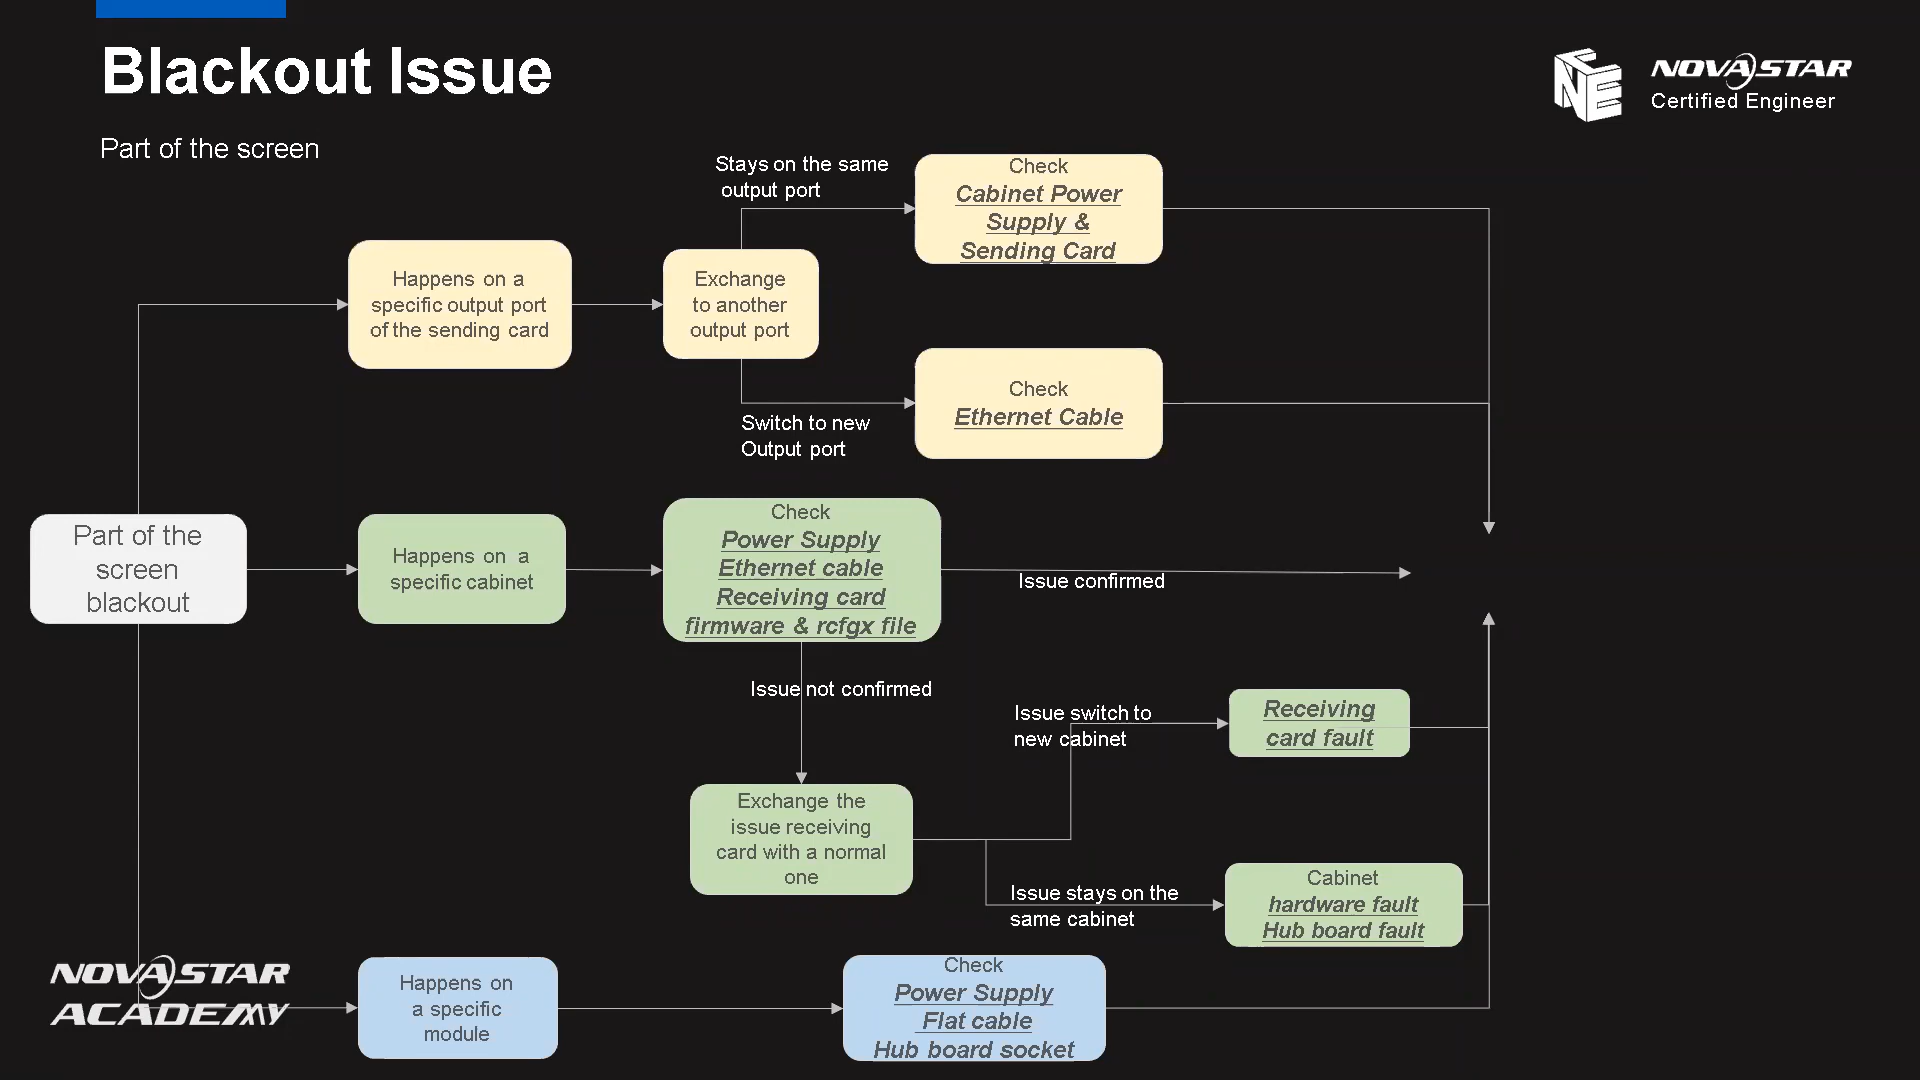 Blackout Issue
NOVASTAR
Certified Engineer
NCE
Part of the screen
Stays on the same
output port
Check
Cabinet Power
Supply &
Sending Card
Happens on a
specific output port
of the sending card
Exchange
to another
output port
Check
Ethernet Cable
Switch to new
Output port
Part of the
screen
blackout
Happens on a
specific cabinet
Check
Power Supply
Ethernet cable
Receiving card
firmware & rcfgx file
Issue confirmed
Issue not confirmed
Issue switch to
new cabinet
Receiving
card fault
Exchange the
issue receiving
card with a normal
one
Issue stays on the
same cabinet
Cabinet
hardware fault
Hub board fault
NOVASTAR
ACADEMY
Happens on
a specific
module
Check
Power Supply
Flat cable
Hub board socket